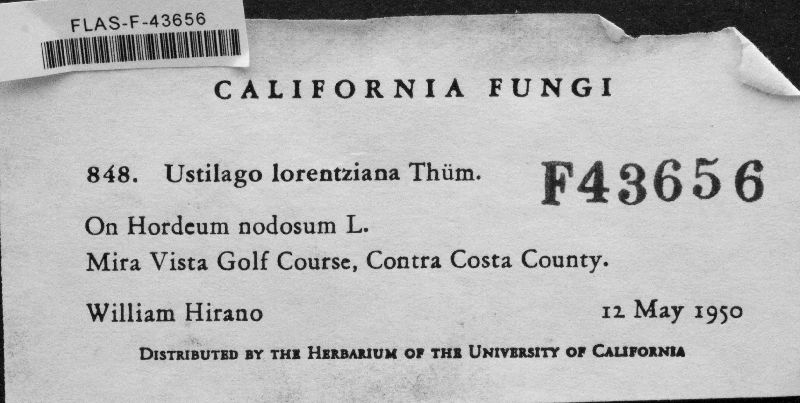 FLAS-F-43656
CALIFORNIA FUNGI
848. Ustilago lorentziana Thüm.
F43656
On Hordeum nodosum L.
Mira Vista Golf Course, Contra Costa County.
William Hirano 12 May 1950
DISTRIBUTED BY THE HERBARIUM OF THE UNIVERSITY OF CALIFORNIA